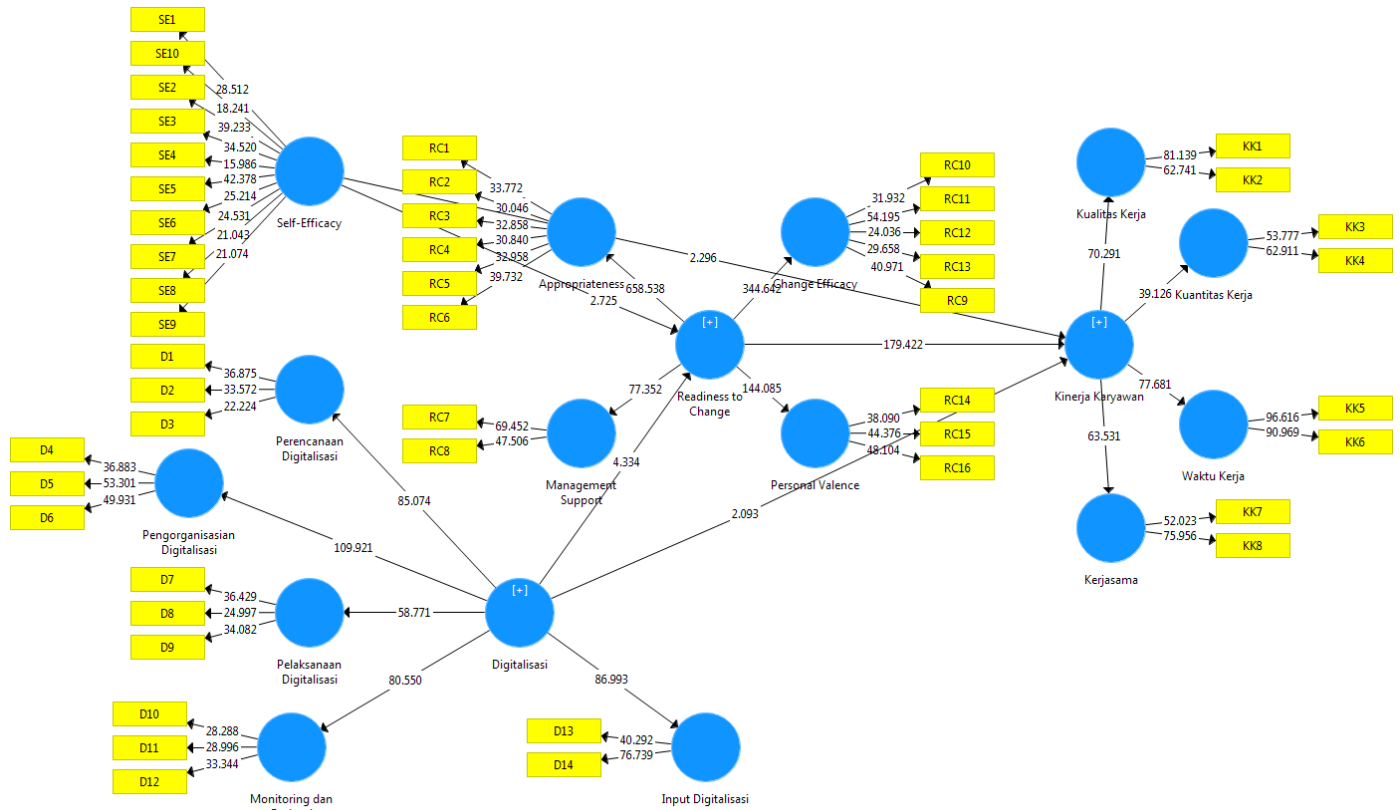 SE1
SE10
SE2
SE3
SE4
SE5
SE6
SE7
SE8
SE9
28.512
18.241
39.233
34.520
15.986
42.378
25.214
24.531
21.043
21.074
Self-Efficacy
RC1
RC2
RC3
RC4
RC5
RC6
33.772
30.046
32.858
30.840
32.958
39.732
Appropriateness
RC10
RC11
RC12
RC13
RC9
31.932
54.195
24.036
29.658
40.971
Change Efficacy
KK1
KK2
81.139
62.741
Kualitas Kerja
KK3
KK4
53.777
62.911
Kuantitas Kerja
70.291
39.126
2.296
2.725
658.538
344.642
[+]
Readiness to
Change
179.422
[+]
Kinerja Karyawan
77.681
63.531
KK5
KK6
96.616
90.969
Waktu Kerja
KK7
KK8
52.023
75.956
Kerjasama
D1
D2
D3
36.875
33.572
22.224
Perencanaan
Digitalisasi
77.352
144.085
RC7
RC8
69.452
47.506
Management
Support
RC14
RC15
RC16
38.090
44.376
48.104
Personal Valence
4.334
2.093
D4
D5
D6
36.883
53.301
49.931
Pengorganisasian
Digitalisasi
85.074
109.921
D7
D8
D9
36.429
24.997
34.082
Pelaksanaan
Digitalisasi
58.771
[+]
Digitalisasi
80.550
86.993
D10
D11
D12
28.288
28.996
33.344
Monitoring dan
D13
D14
40.292
76.739
Input Digitalisasi